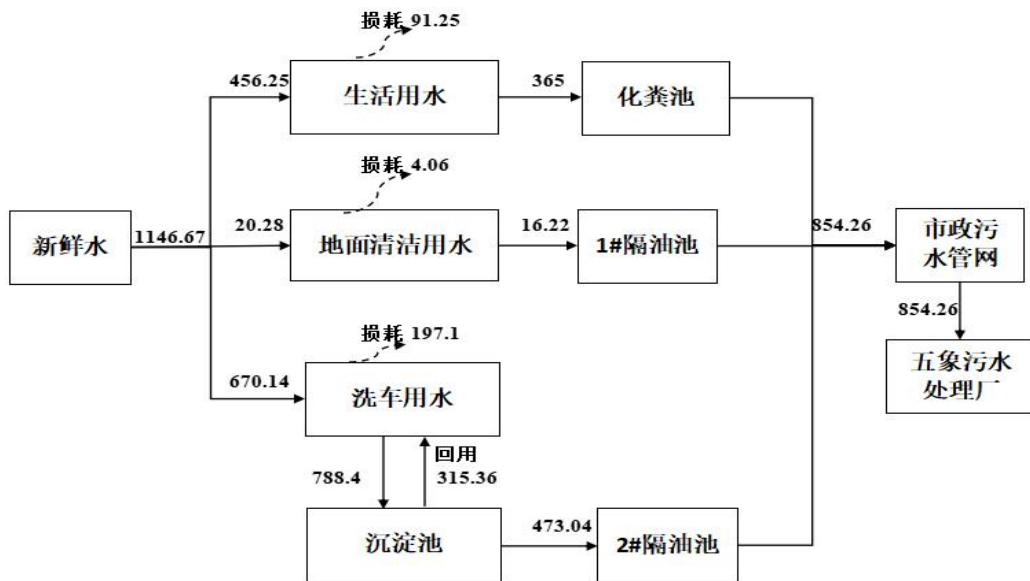 损耗 91.25
456.25
生活用水
365
化粪池
损耗 4.06
新鲜水
1146.67
20.28
地面清洁用水
16.22
1#隔油池
854.26
市政污
水管网
854.26
损耗 197.1
五象污水
处理厂
670.14
洗车用水
788.4
回用
315.36
沉淀池
473.04
2#隔油池